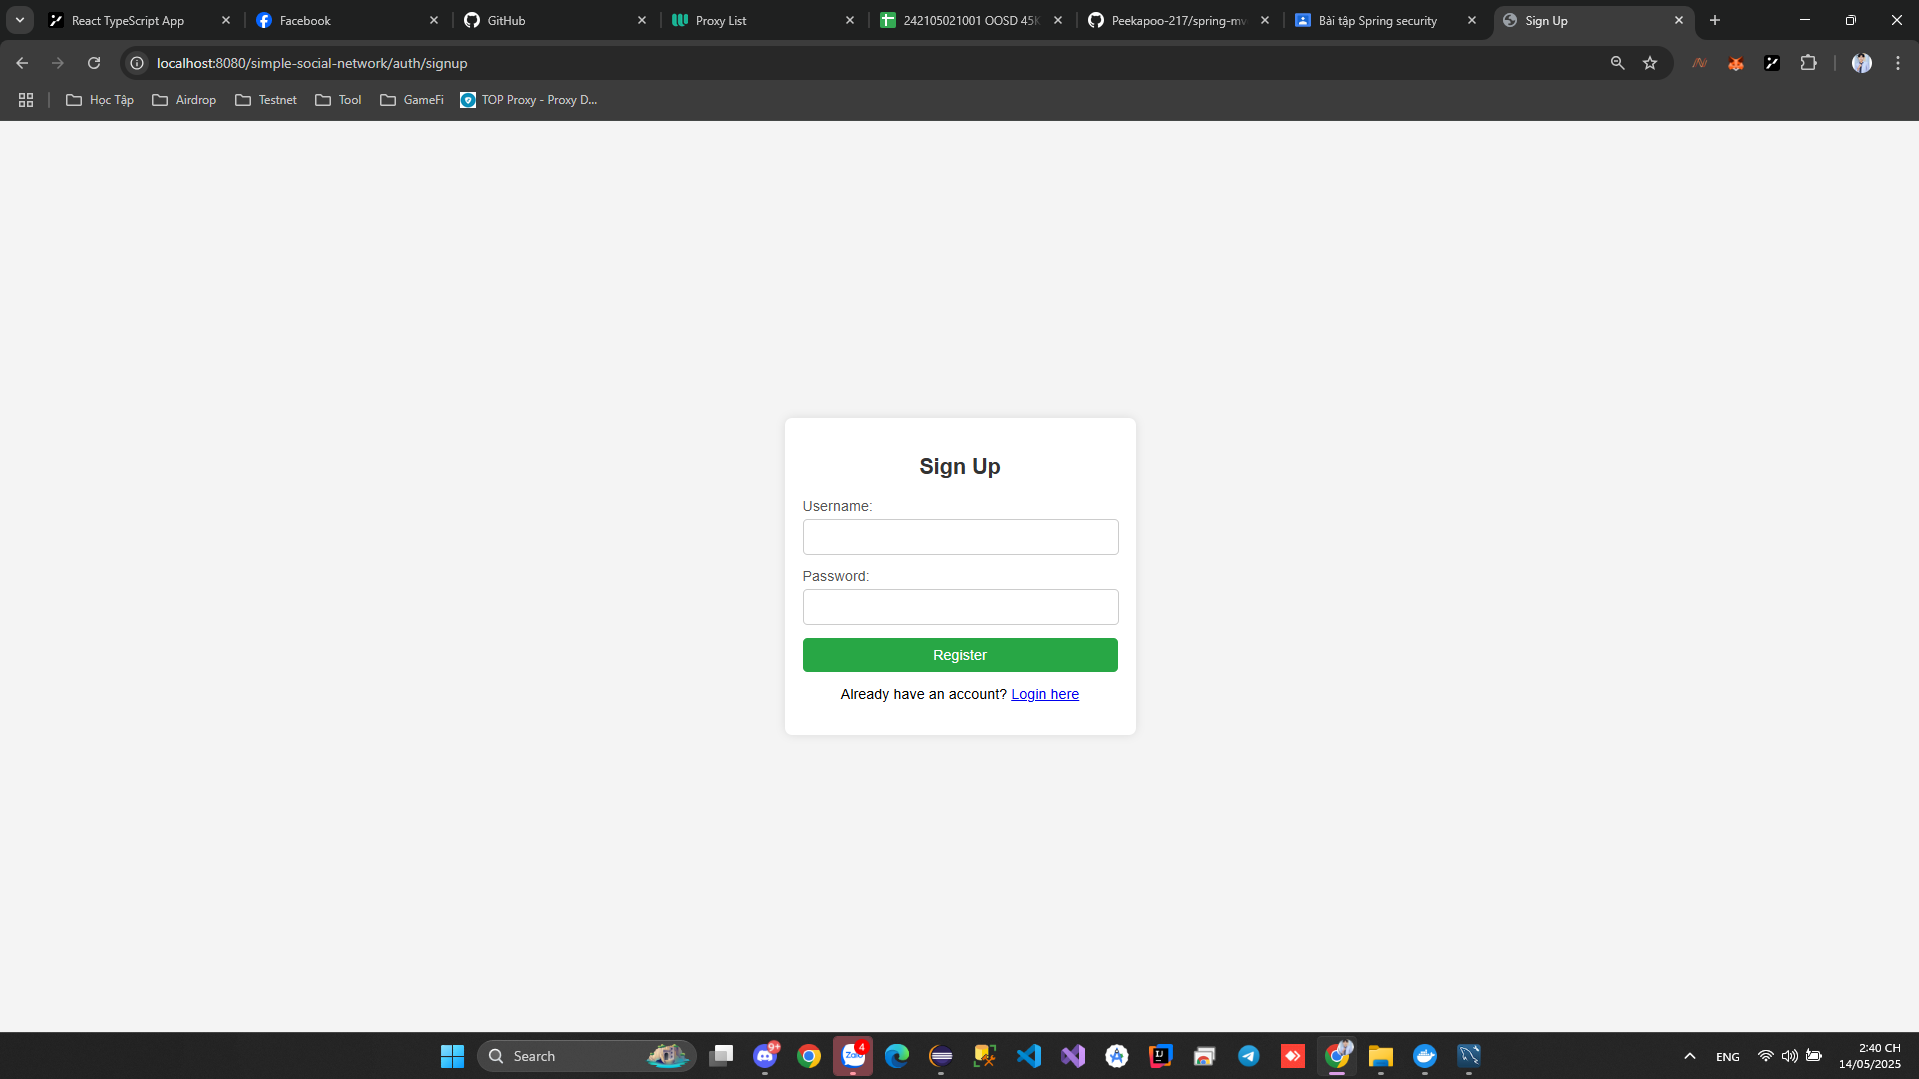 React TypeScript App
Facebook
GitHub
Proxy List
242105021001 OOSD 45K
Peekapoo-217/spring-mv
Bài tập Spring security
Sign Up
localhost:8080/simple-social-network/auth/signup
Học Tập
Airdrop
Testnet
Tool
GameFi
TOP Proxy - Proxy D...
Sign Up
Username:
Password:
Register
Already have an account? Login here
Search
9+
Zalo
4
ENG
2:40 CH
14/05/2025